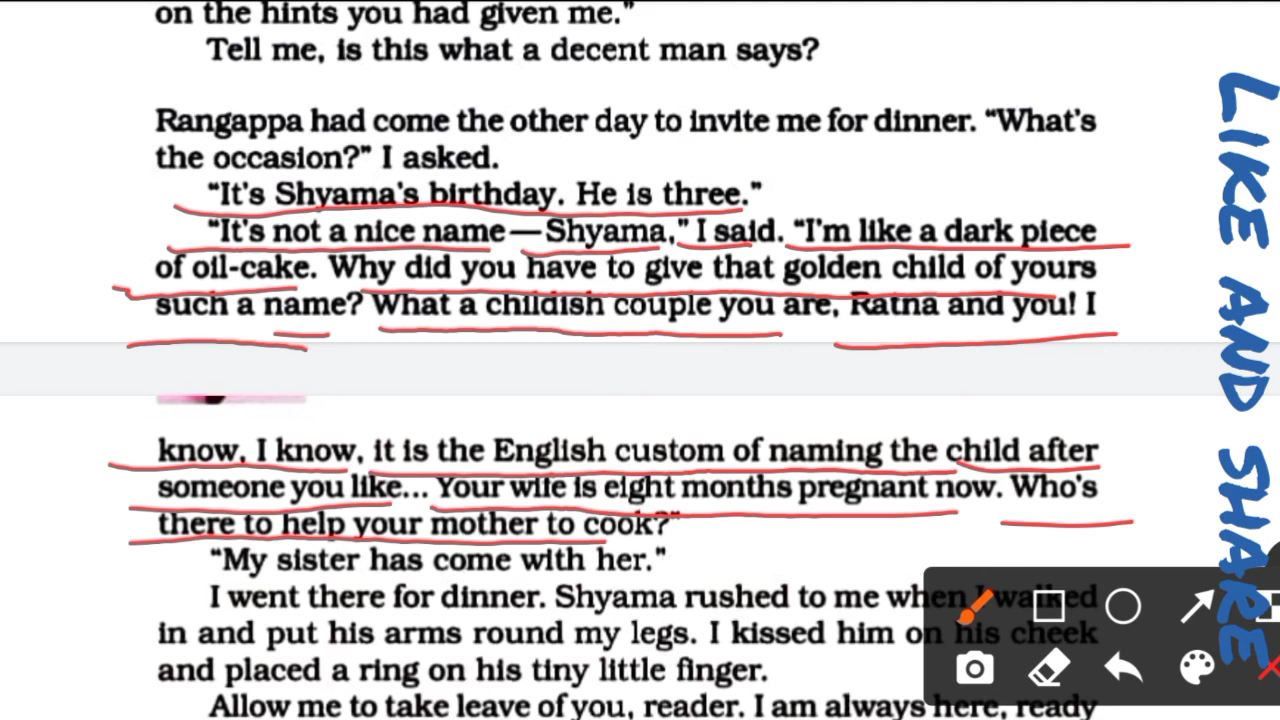 on the hints you had given me."
Tell me, is this what a decent man says?
Rangappa had come the other day to invite me for dinner. “What's
the occasion?” I asked.
“It's Shyama's birthday. He is three.”
“It's not a nice name—Shyama,” I said. “I'm like a dark piece
of oil-cake. Why did you have to give that golden child of yours
such a name? What a childish couple you are, Ratna and you! I
know, I know, it is the English custom of naming the child after
someone you like... Your wife is eight months pregnant now. Who's
there to help your mother to cook?”
“My sister has come with her.”
I went there for dinner. Shyama rushed to me when I walked
in and put his arms round my legs. I kissed him on his cheek
and placed a ring on his tiny little finger.
Allow me to take leave of you, reader. I am always here, ready
LIKE AND SHARE